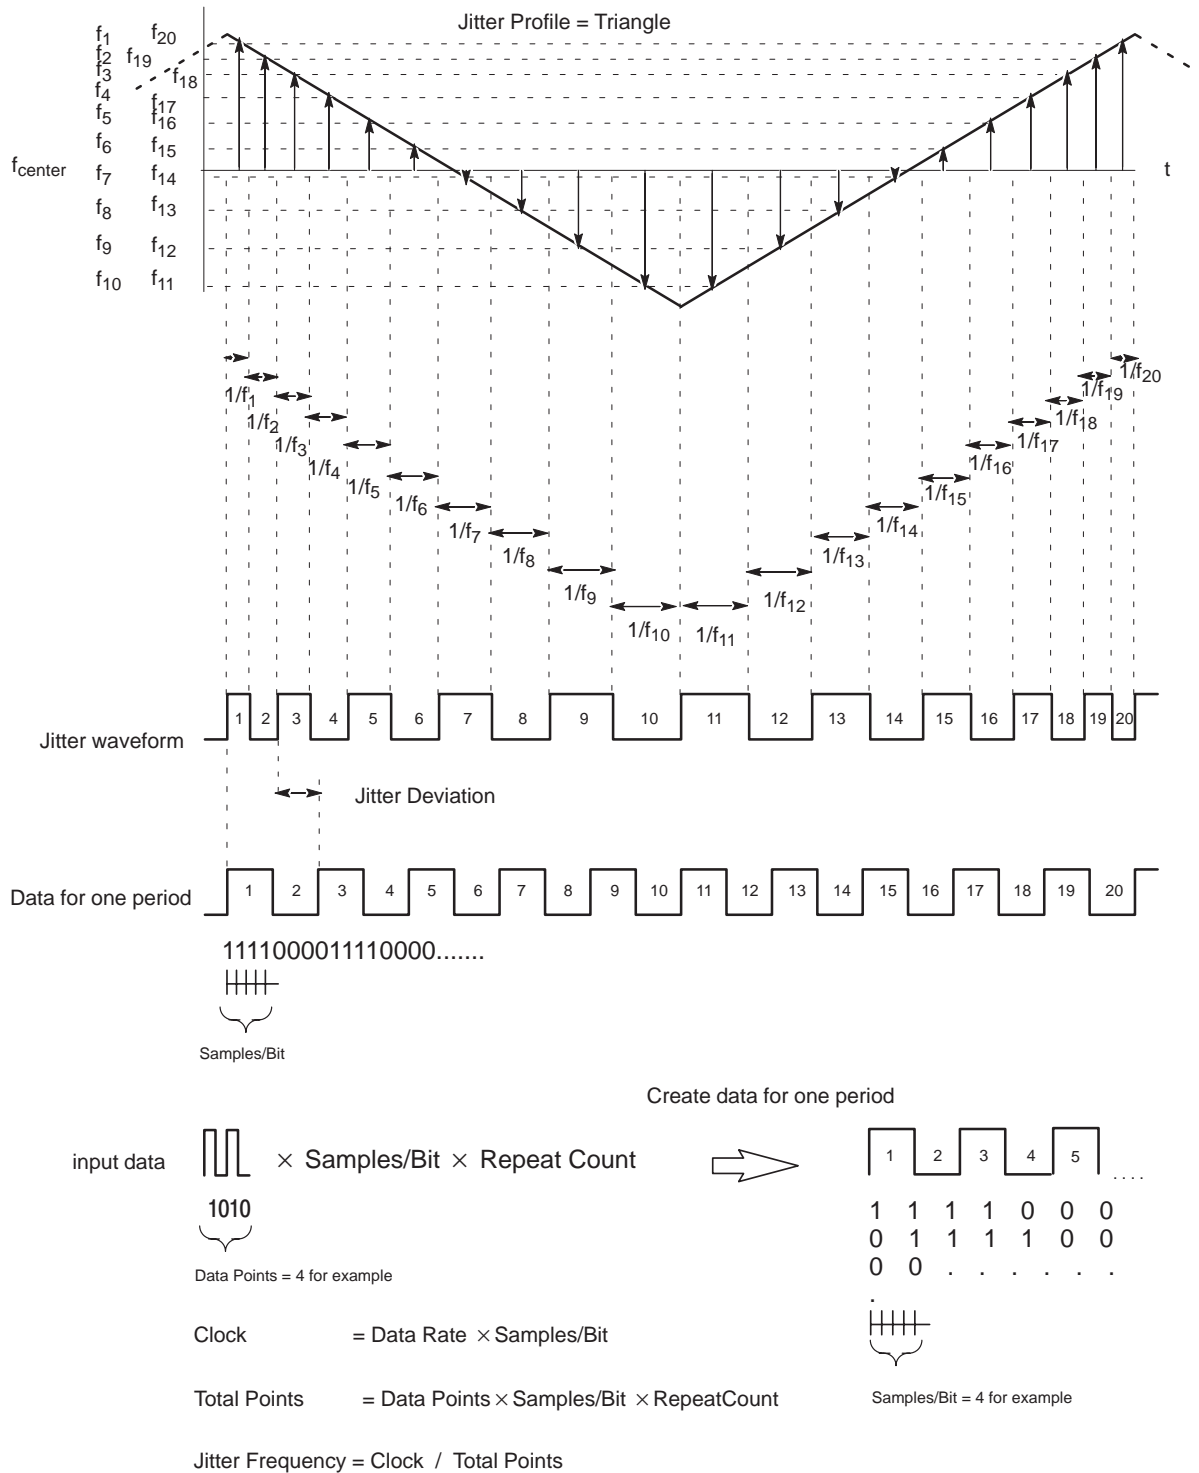 Jitter Profile = Triangle
f1 f20
f2 f19
f3 f18
f4 f17
f5 f16
f6 f15
fcenter
f7 f14
t
f8 f13
f9 f12
f10 f11
1/f1
1/f2
1/f3
1/f4
1/f5
1/f6
1/f7
1/f8
1/f9
1/f10
1/f11
1/f12
1/f13
1/f14
1/f15
1/f16
1/f17
1/f18
1/f19
1/f20
Jitter waveform 1 2 3 4 5 6 7 8 9 10 11 12 13 14 15 16 17 18 19 20
Jitter Deviation
Data for one period 1 2 3 4 5 6 7 8 9 10 11 12 13 14 15 16 17 18 19 20
1111000011110000.......
Samples/Bit
Create data for one period
input data × Samples/Bit × Repeat Count
1 2 3 4 5 ....
1010
Data Points = 4 for example
1 1 1 1 0 0 0
0 1 1 1 1 0 0
0 0 . . . . . .
.
Clock = Data Rate × Samples/Bit
Total Points = Data Points × Samples/Bit × RepeatCount
Samples/Bit = 4 for example
Jitter Frequency = Clock / Total Points